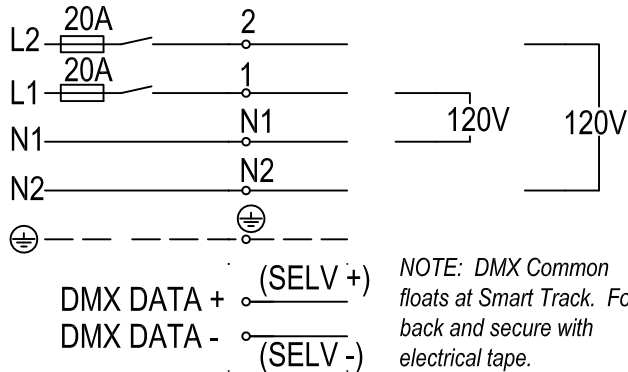 20A 2
L2
20A 1
L1
N1 N1 120V 120V
N2 N2
DMX DATA + (SELV +)
DMX DATA - (SELV -)
NOTE: DMX Common
floats at Smart Track. Fo
back and secure with
electrical tape.